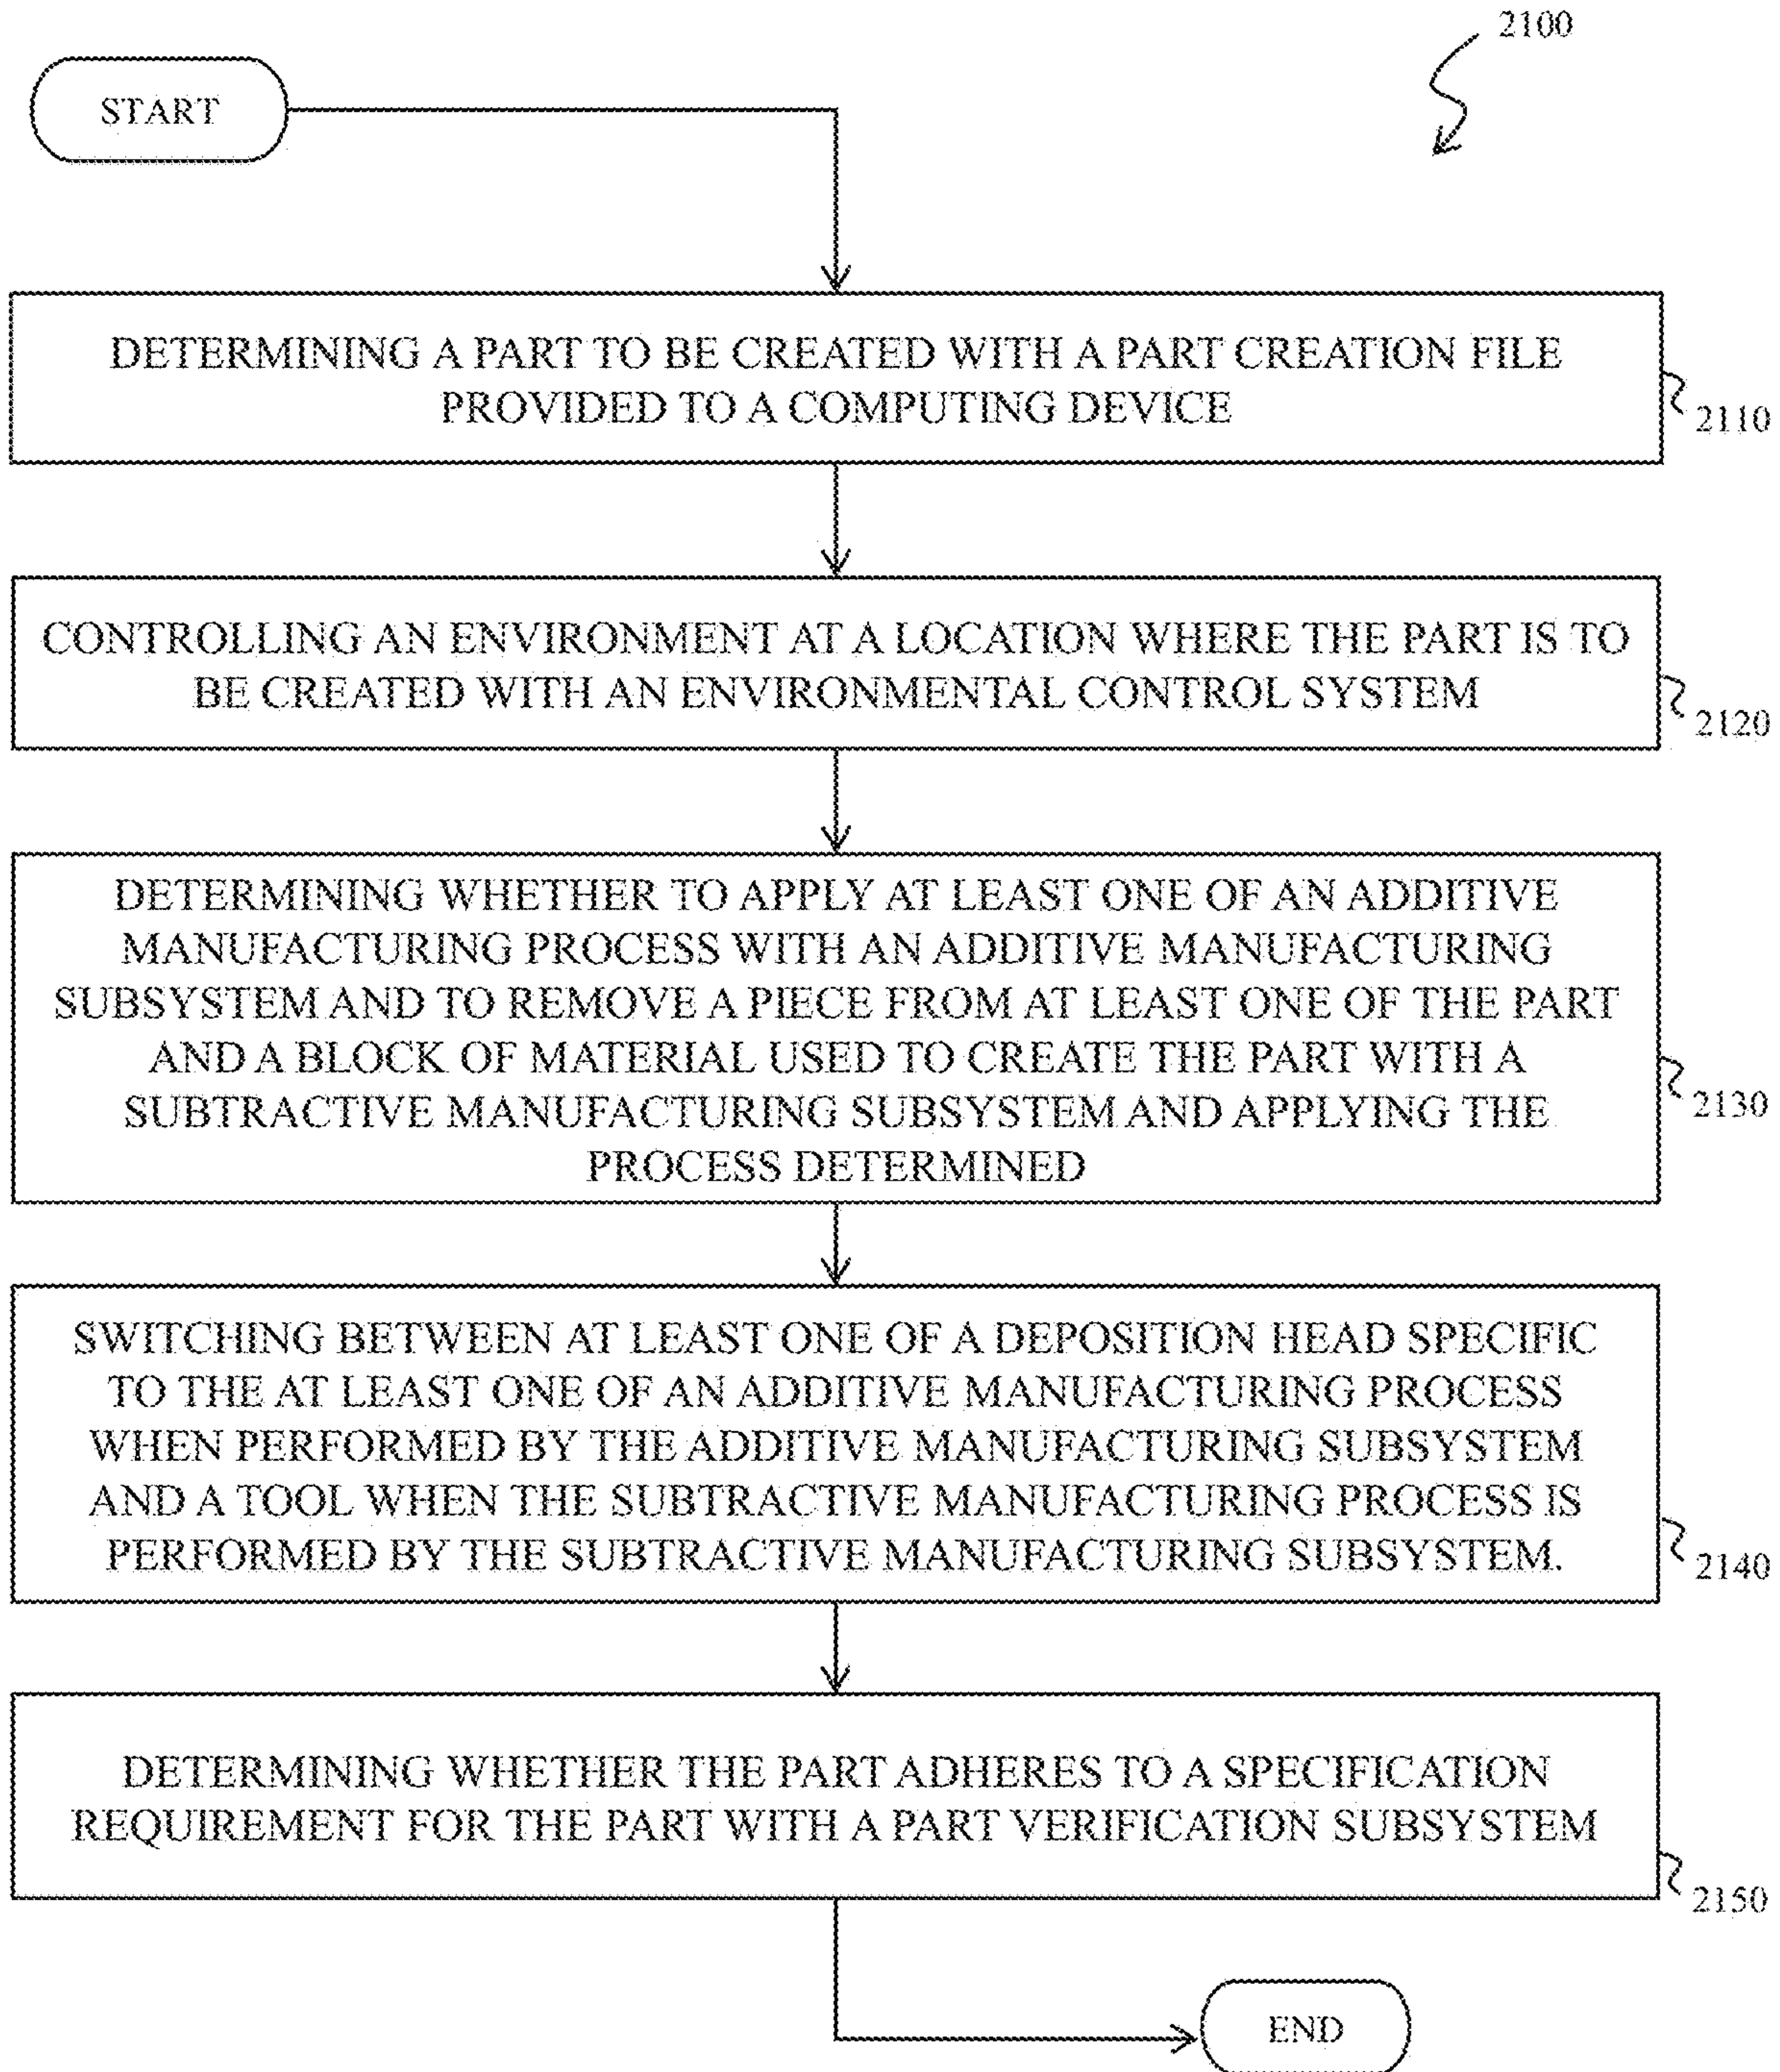 2100
START
DETERMINING A PART TO BE CREATED WITH A PART CREATION FILE
PROVIDED TO A COMPUTING DEVICE
2110
CONTROLLING AN ENVIRONMENT AT A LOCATION WHERE THE PART IS TO
BE CREATED WITH AN ENVIRONMENTAL CONTROL SYSTEM
2120
DETERMINING WHETHER TO APPLY AT LEAST ONE OF AN ADDITIVE
MANUFACTURING PROCESS WITH AN ADDITIVE MANUFACTURING
SUBSYSTEM AND TO REMOVE A PIECE FROM AT LEAST ONE OF THE PART
AND A BLOCK OF MATERIAL USED TO CREATE THE PART WITH A
SUBTRACTIVE MANUFACTURING SUBSYSTEM AND APPLYING THE
PROCESS DETERMINED
2130
SWITCHING BETWEEN AT LEAST ONE OF A DEPOSITION HEAD SPECIFIC
TO THE AT LEAST ONE OF AN ADDITIVE MANUFACTURING PROCESS
WHEN PERFORMED BY THE ADDITIVE MANUFACTURING SUBSYSTEM
AND A TOOL WHEN THE SUBTRACTIVE MANUFACTURING PROCESS IS
PERFORMED BY THE SUBTRACTIVE MANUFACTURING SUBSYSTEM.
2140
DETERMINING WHETHER THE PART ADHERES TO A SPECIFICATION
REQUIREMENT FOR THE PART WITH A PART VERIFICATION SUBSYSTEM
2150
END